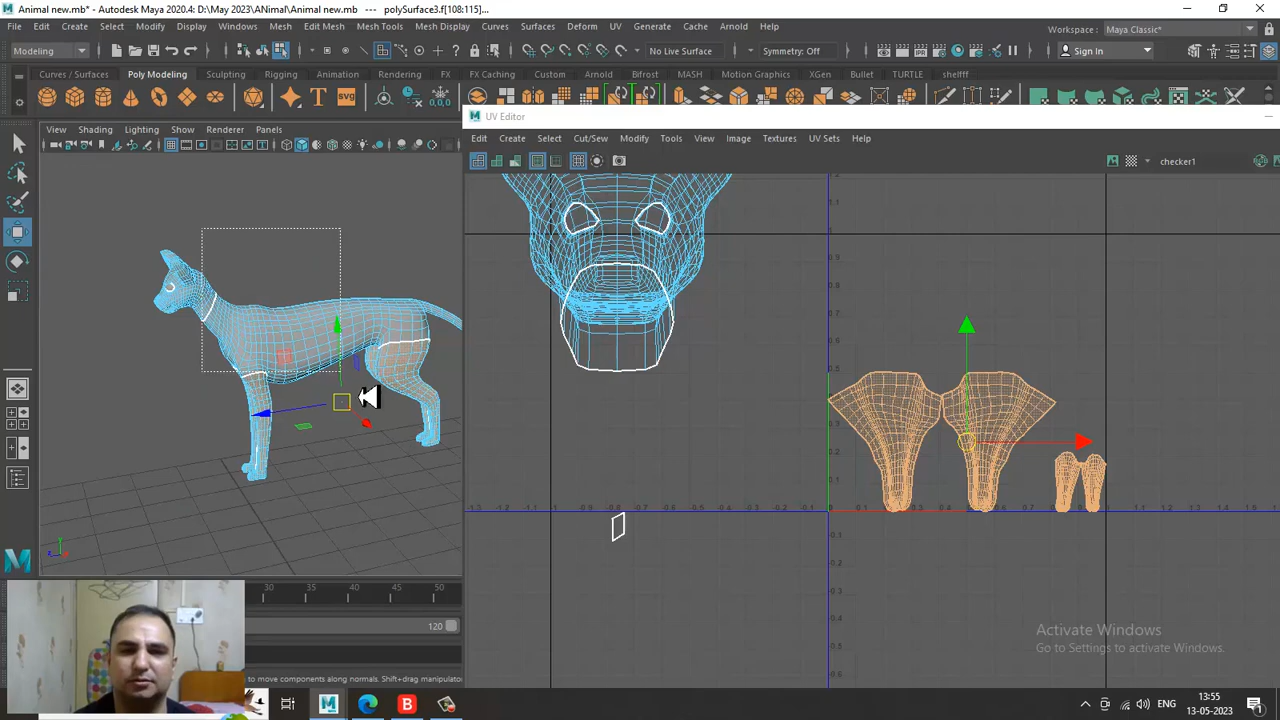 Animal new.mb* - Autodesk Maya 2020.4: D:\May 2023\ANimal\Animal new.mb --- polySurface3.f[108:115]...
File Edit Create Select Modify Display Windows Mesh Edit Mesh Mesh Tools Mesh Display Curves Surfaces Deform UV Generate Cache Arnold Help
Workspace : Maya Classic*
Modeling No Live Surface Symmetry: Off Sign In
Curves / Surfaces Poly Modeling Sculpting Rigging Animation Rendering FX FX Caching Custom Arnold Bifrost MASH Motion Graphics XGen Bullet TURTLE shelfff
svg 0,0,0
UV Editor
View Shading Lighting Show Renderer Panels
Edit Create Select Cut/Sew Modify Tools View Image Textures UV Sets Help
checker1
30 35 40 45 50
120
to move components along normals. Shift+drag manipulator
Activate Windows
Go to Settings to activate Windows.
ENG
13:55
13-05-2023